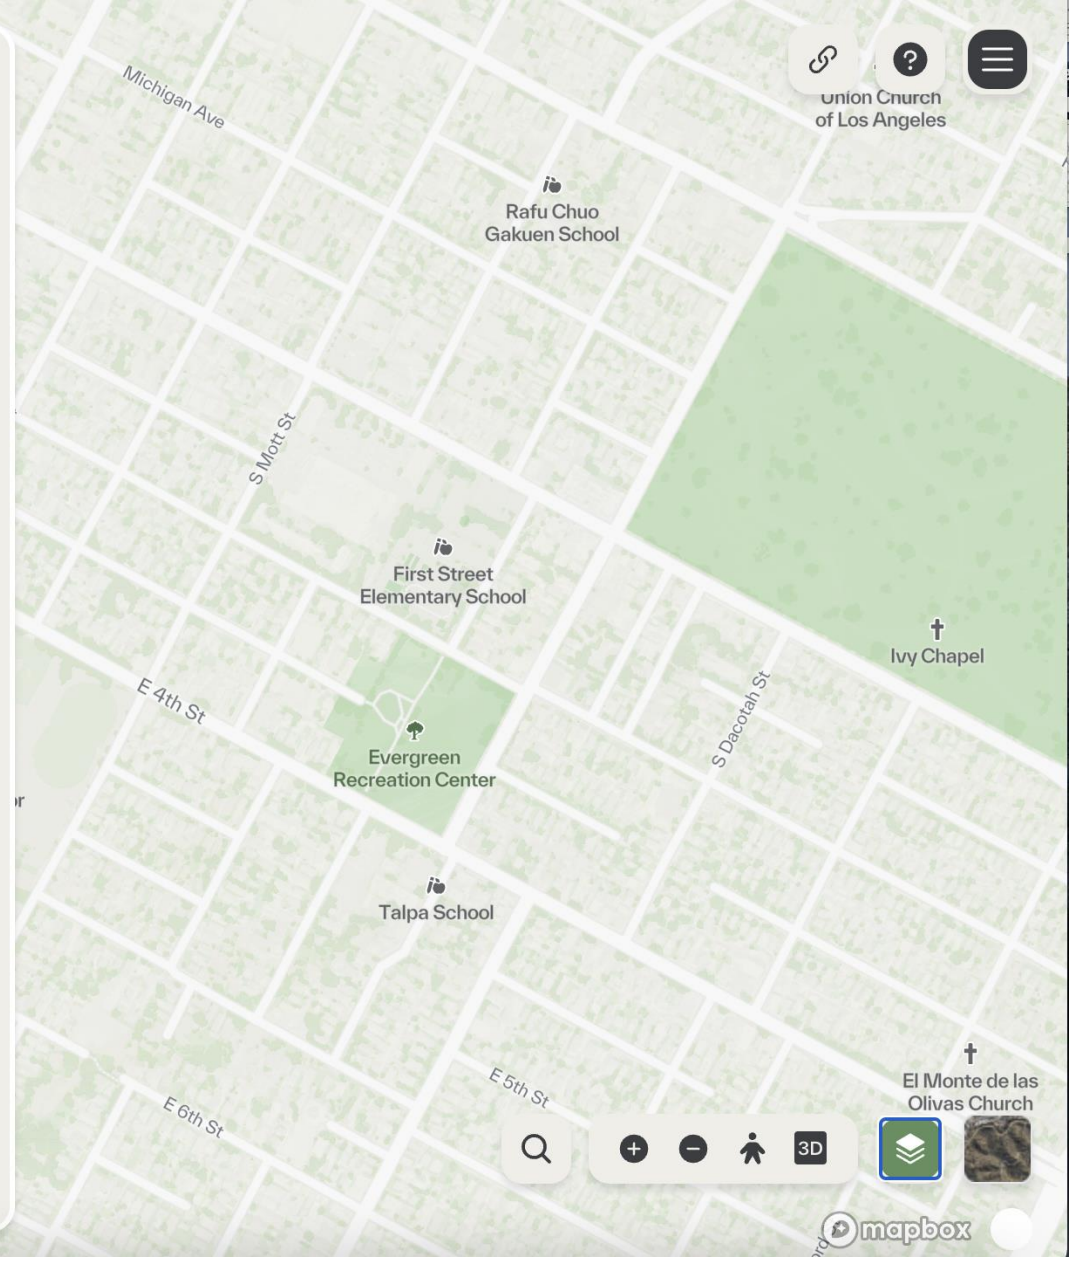 Michigan Ave
Union Church
of Los Angeles
Rafu Chuo
Gakuen School
S Mott St
First Street
Elementary School
Ivy Chapel
E 4th St
S Dacotah St
Evergreen
Recreation Center
or
Talpa School
El Monte de las
Olivas Church
E 5th St
E 6th St
3D
mapbox